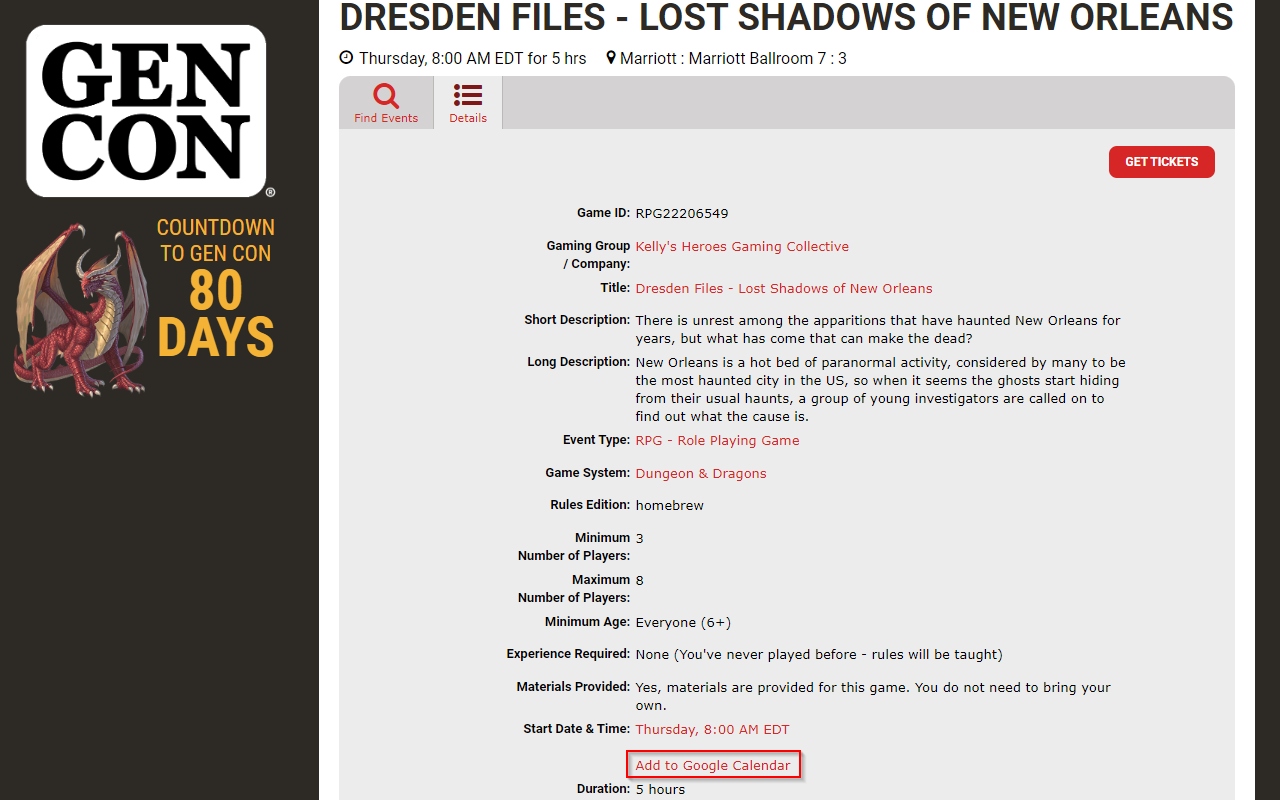 DRESDEN FILES - LOST SHADOWS OF NEW ORLEANS
Thursday, 8:00 AM EDT for 5 hrs Marriott : Marriott Ballroom 7 : 3
GEN
CON
®
COUNTDOWN
TO GEN CON
80
DAYS
Find Events
Details
GET TICKETS
Game ID: RPG22206549
Gaming Group Kelly's Heroes Gaming Collective
/ Company:
Title: Dresden Files - Lost Shadows of New Orleans
Short Description: There is unrest among the apparitions that have haunted New Orleans for
years, but what has come that can make the dead?
Long Description: New Orleans is a hot bed of paranormal activity, considered by many to be
the most haunted city in the US, so when it seems the ghosts start hiding
from their usual haunts, a group of young investigators are called on to
find out what the cause is.
Event Type: RPG - Role Playing Game
Game System: Dungeon & Dragons
Rules Edition: homebrew
Minimum 3
Number of Players:
Maximum 8
Number of Players:
Minimum Age: Everyone (6+)
Experience Required: None (You've never played before - rules will be taught)
Materials Provided: Yes, materials are provided for this game. You do not need to bring your
own.
Start Date & Time: Thursday, 8:00 AM EDT
Add to Google Calendar
Duration: 5 hours